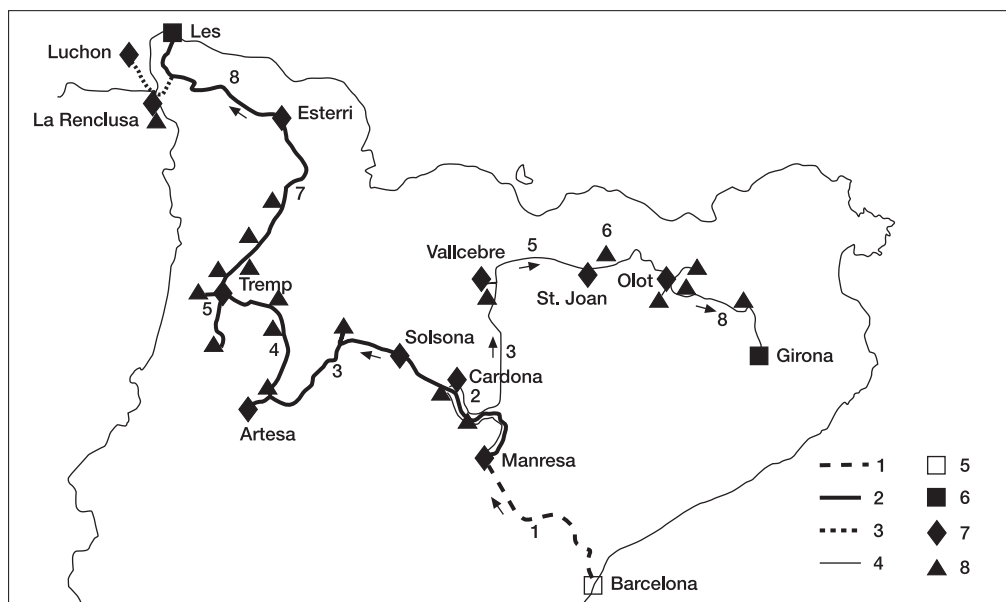 Les
Luchon
8
La Renclusa
Esterri
7
6
Vallcebre
5
Tremp
St. Joan
Olot
5
8
Solsona
4
3
3
Girona
Cardona
2
Artesa
Manresa
1 5
2 6
1
3 7
4 8
Barcelona